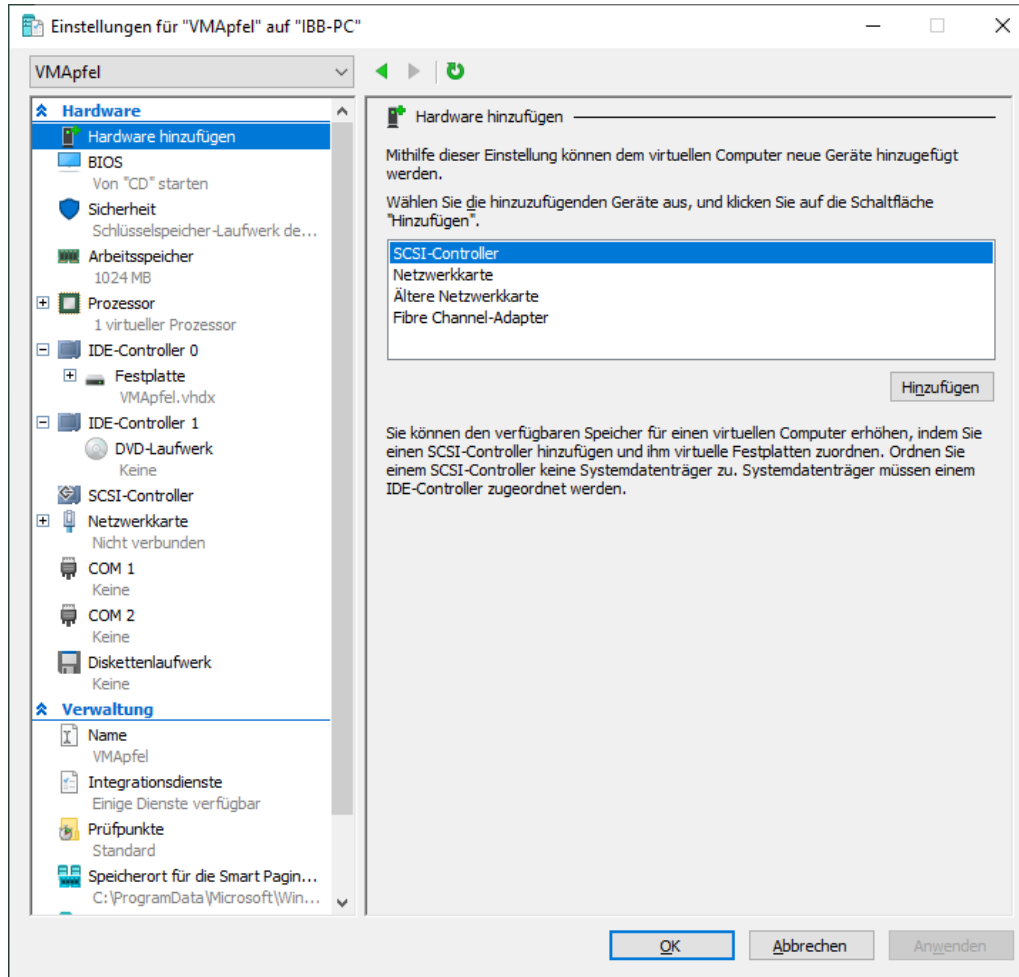 Einstellungen für "VMApfel" auf "IBB-PC"
VMApfel
Hardware
Hardware hinzufügen
BIOS
Von "CD" starten
Sicherheit
Schlüsselspeicher-Laufwerk de...
Arbeitsspeicher
1024 MB
Prozessor
1 virtueller Prozessor
IDE-Controller 0
Festplatte
VMApfel.vhdx
IDE-Controller 1
DVD-Laufwerk
Keine
SCSI-Controller
Netzwerkkarte
Nicht verbunden
COM 1
Keine
COM 2
Keine
Diskettenlaufwerk
Keine
Verwaltung
Name
VMApfel
Integrationsdienste
Einige Dienste verfügbar
Prüfpunkte
Standard
Speicherort für die Smart Pagin...
C:\ProgramData\Microsoft\Win...
Hardware hinzufügen
Mithilfe dieser Einstellung können dem virtuellen Computer neue Geräte hinzugefügt
werden.
Wählen Sie die hinzuzufügenden Geräte aus, und klicken Sie auf die Schaltfläche
"Hinzufügen".
SCSI-Controller
Netzwerkkarte
Ältere Netzwerkkarte
Fibre Channel-Adapter
Hinzufügen
Sie können den verfügbaren Speicher für einen virtuellen Computer erhöhen, indem Sie
einen SCSI-Controller hinzufügen und ihm virtuelle Festplatten zuordnen. Ordnen Sie
einem SCSI-Controller keine Systemdatenträger zu. Systemdatenträger müssen einem
IDE-Controller zugeordnet werden.
OK
Abbrechen
Anwenden